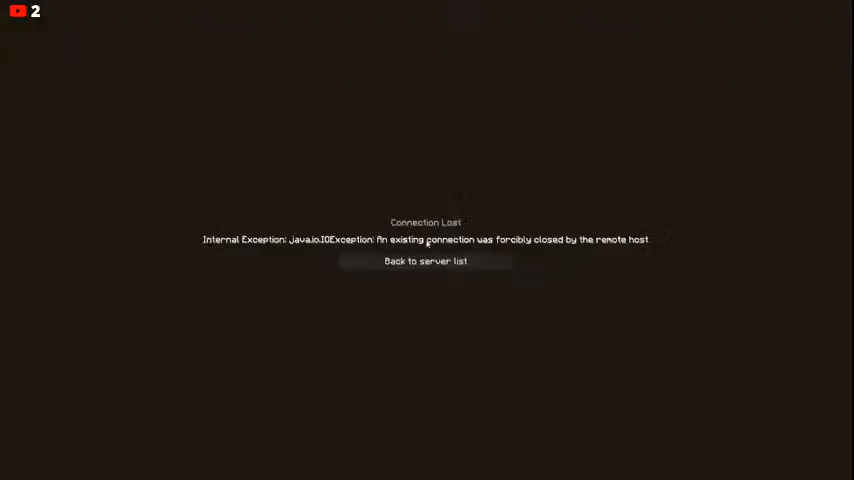 2
Connection Lost
Internal Exception: java.io.IOException: An existing connection was forcibly closed by the remote host
Back to server list